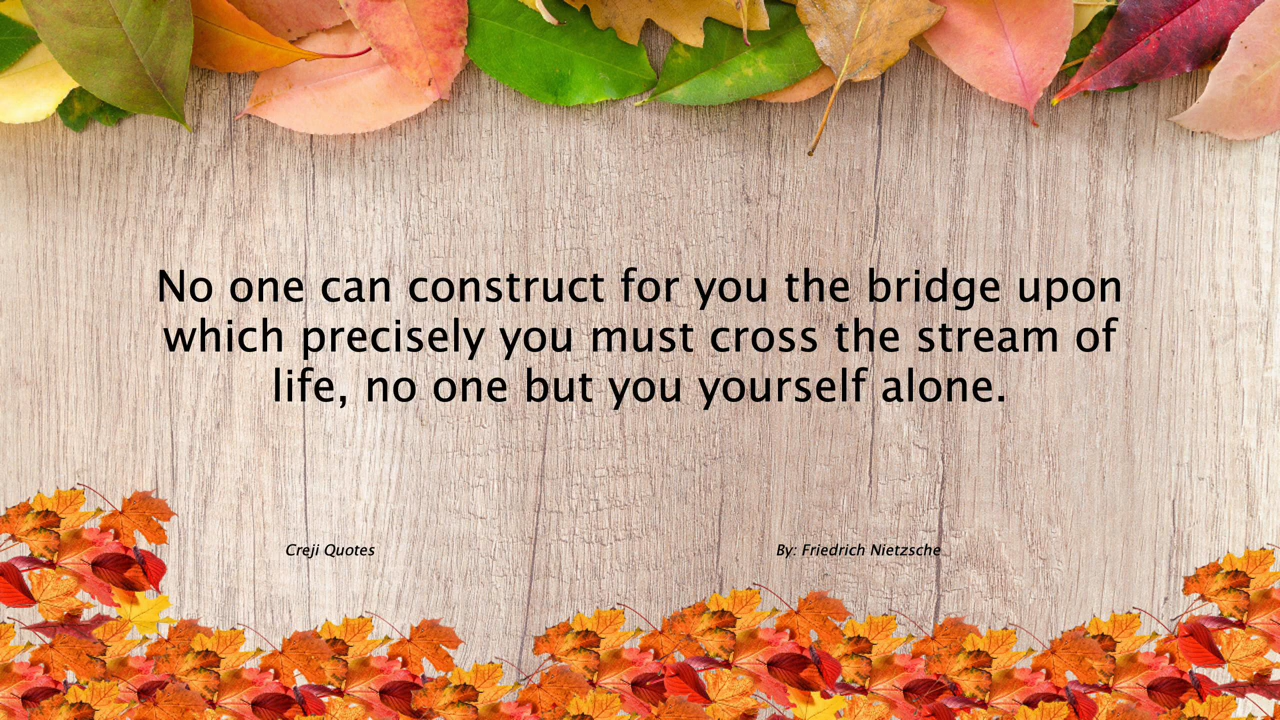 No one can construct for you the bridge upon
which precisely you must cross the stream of
life, no one but you yourself alone.
Creji Quotes
By: Friedrich Nietzsche